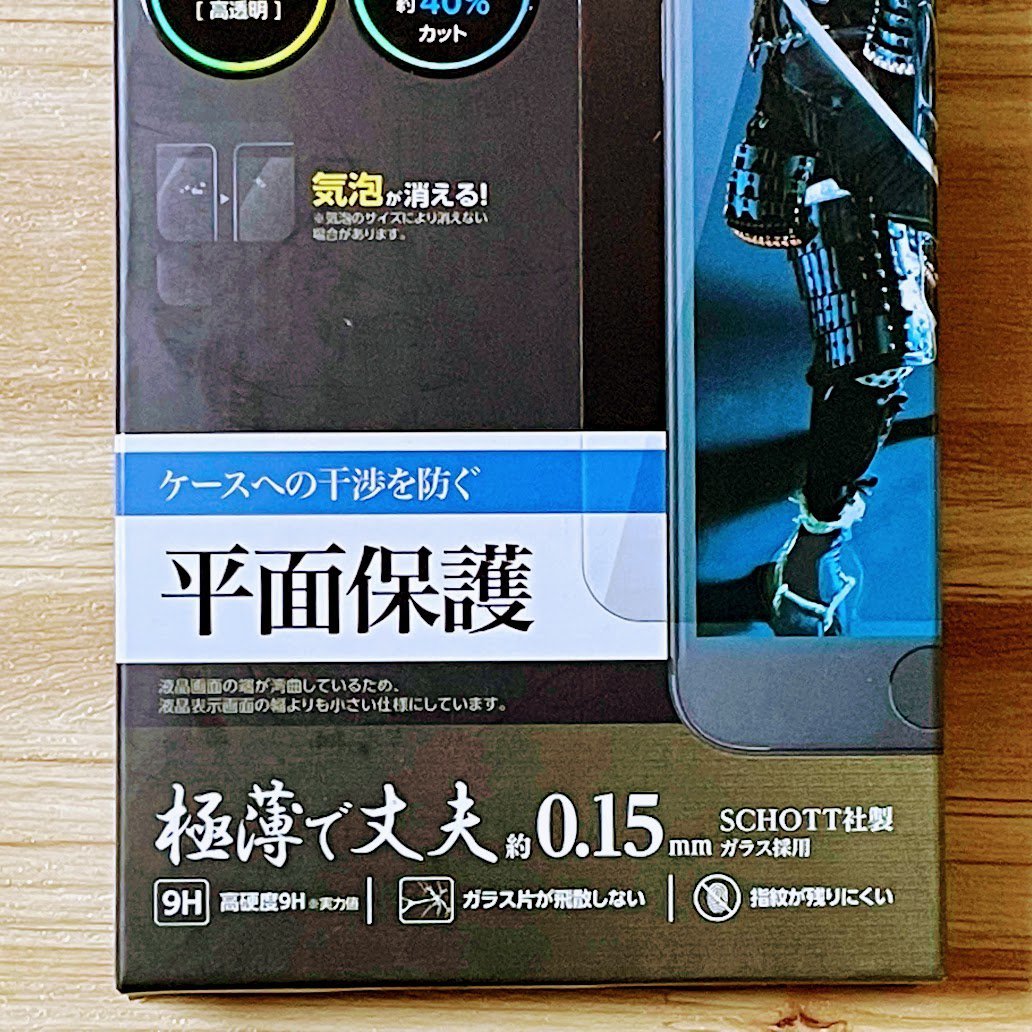 [ 高透明 ]
約40%
カット
気泡が消える!
※気泡のサイズにより消えない
場合があります。
ケースへの干渉を防ぐ
平面保護
液晶画面の端が湾曲しているため、
液晶表示画面の幅よりも小さい仕様にしています。
極薄で丈夫 約0.15mm SCHOTT社製
ガラス採用
9H 高硬度9H ※実力値 ガラス片が飛散しない 指紋が残りにくい